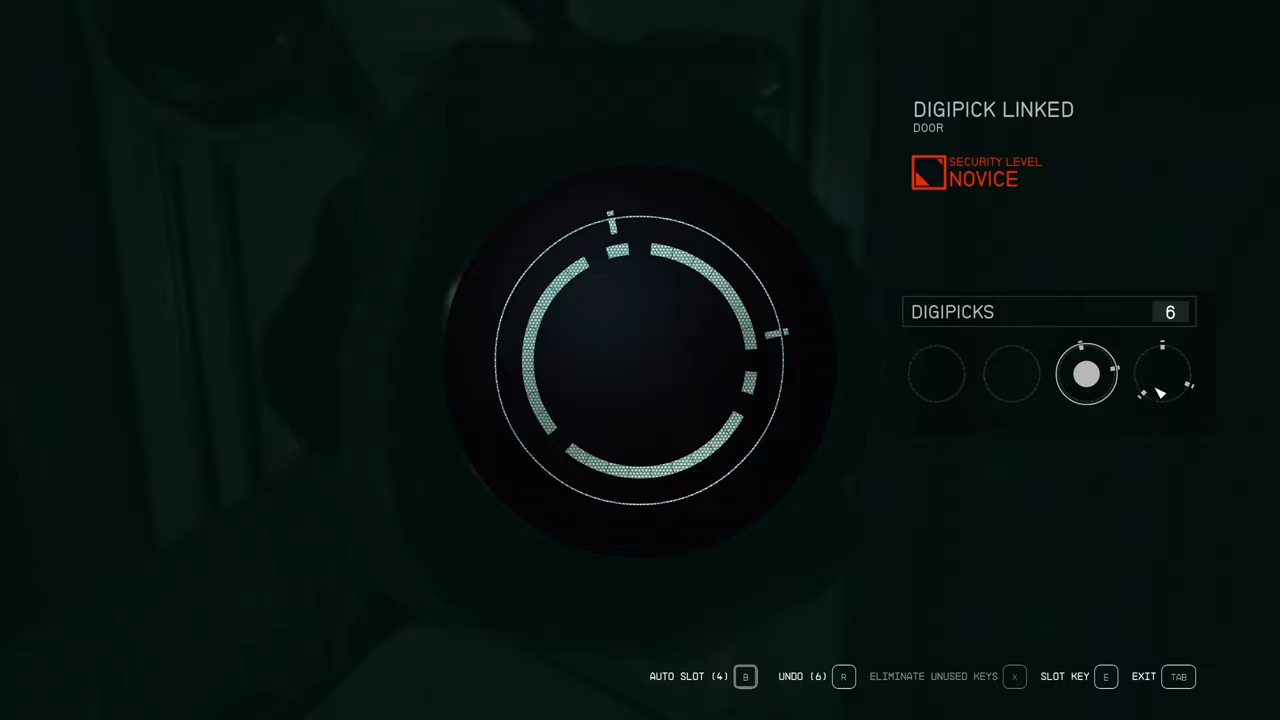 DIGIPICK LINKED
DOOR
SECURITY LEVEL
NOVICE
DIGIPICKS 6
AUTO SLOT (4) B UNDO (6) R ELIMINATE UNUSED KEYS X SLOT KEY E EXIT TAB